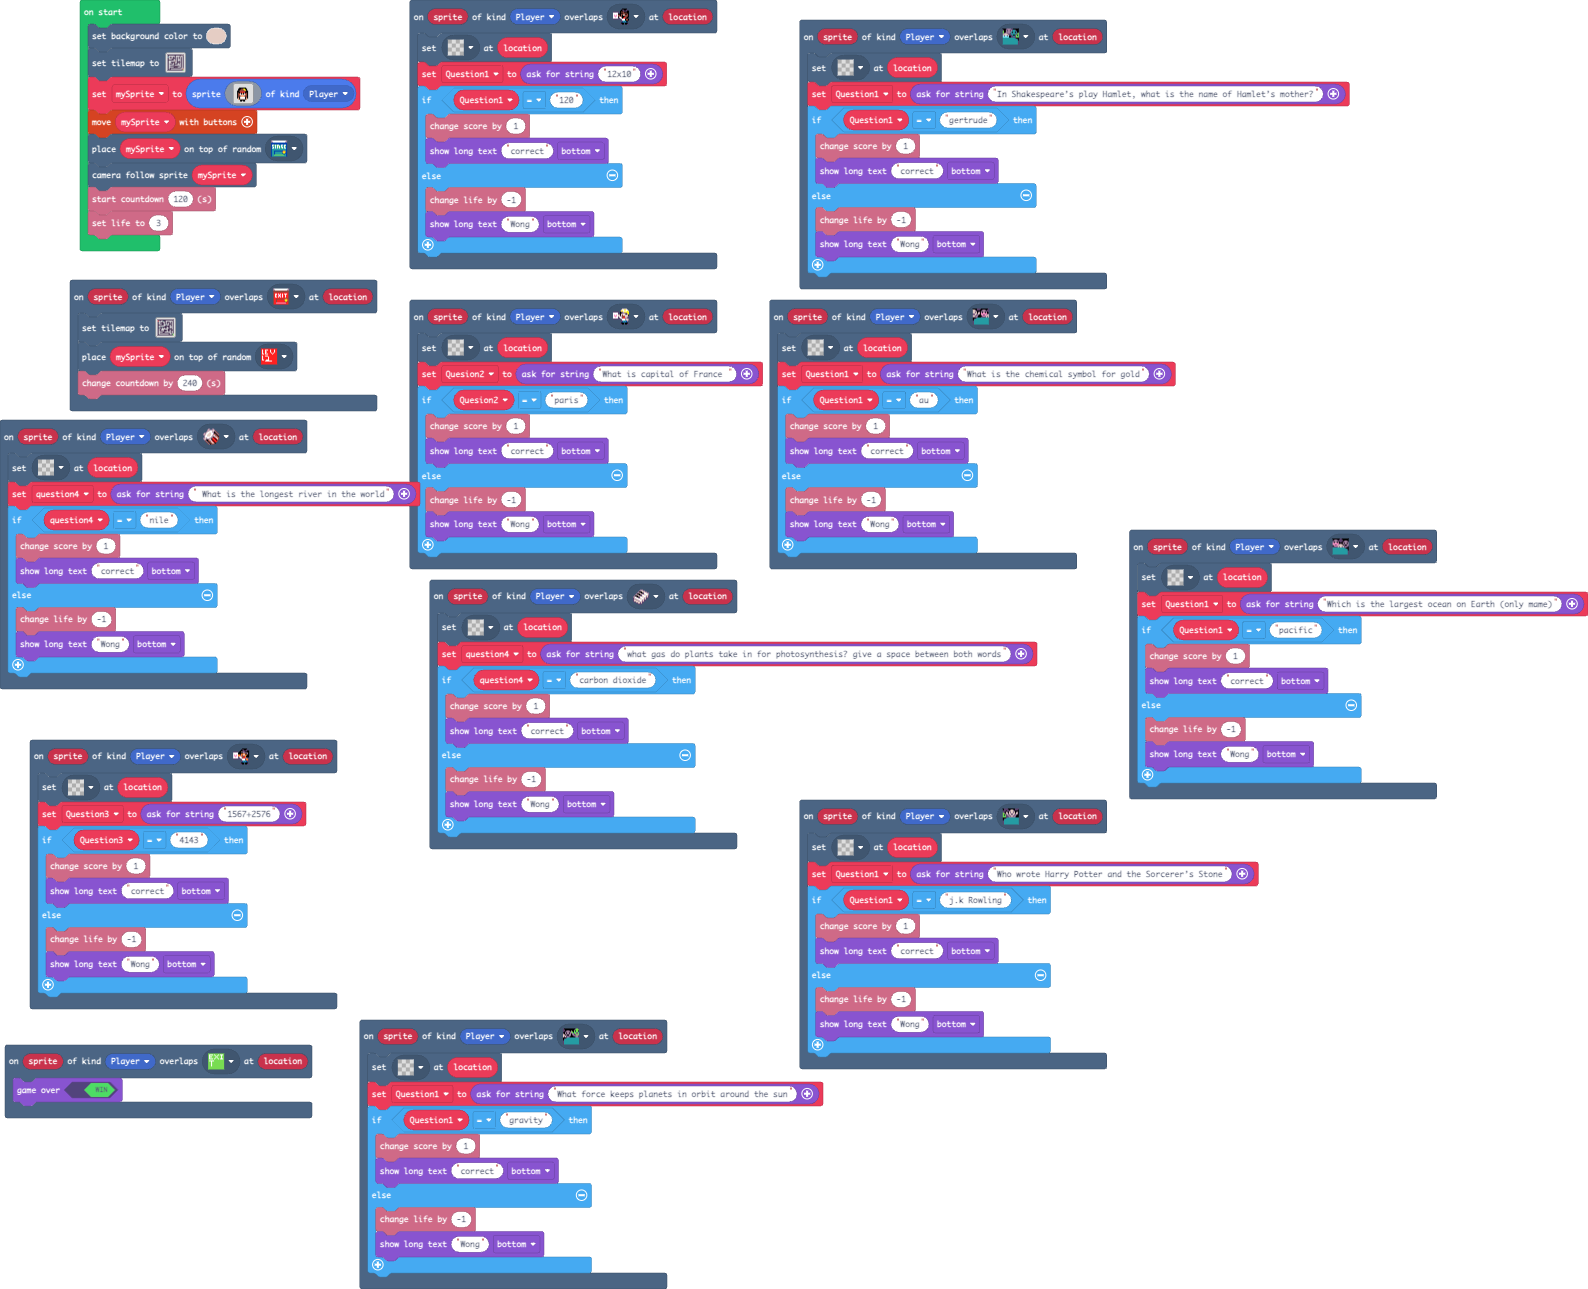 on start
set background color to
set tilemap to
set mySprite to sprite of kind Player
move mySprite with buttons
place mySprite on top of random
camera follow sprite mySprite
start countdown 120 (s)
set life to 3
on sprite of kind Player overlaps at location
set at location
set Question1 to ask for string "12x10"
if Question1 = "120" then
change score by 1
show long text "correct" bottom
else
change life by -1
show long text "Wong" bottom
on sprite of kind Player overlaps at location
set at location
set Question1 to ask for string "In Shakespeare's play Hamlet, what is the name of Hamlet's mother?"
if Question1 = "gertrude" then
change score by 1
show long text "correct" bottom
else
change life by -1
show long text "Wong" bottom
on sprite of kind Player overlaps EXIT at location
set tilemap to
place mySprite on top of random
change countdown by 240 (s)
on sprite of kind Player overlaps at location
set at location
set Quesion2 to ask for string "What is capital of France "
if Quesion2 = "paris" then
change score by 1
show long text "correct" bottom
else
change life by -1
show long text "Wong" bottom
on sprite of kind Player overlaps at location
set at location
set Question1 to ask for string "What is the chemical symbol for gold"
if Question1 = "au" then
change score by 1
show long text "correct" bottom
else
change life by -1
show long text "Wong" bottom
on sprite of kind Player overlaps at location
set at location
set question4 to ask for string " What is the longest river in the world"
if question4 = "nile" then
change score by 1
show long text "correct" bottom
else
change life by -1
show long text "Wong" bottom
on sprite of kind Player overlaps at location
set at location
set question4 to ask for string "what gas do plants take in for photosynthesis? give a space between both words"
if question4 = "carbon dioxide" then
change score by 1
show long text "correct" bottom
else
change life by -1
show long text "Wong" bottom
on sprite of kind Player overlaps at location
set at location
set Question1 to ask for string "Which is the largest ocean on Earth (only mame)"
if Question1 = "pacific" then
change score by 1
show long text "correct" bottom
else
change life by -1
show long text "Wong" bottom
on sprite of kind Player overlaps at location
set at location
set Question3 to ask for string "1567+2576"
if Question3 = "4143" then
change score by 1
show long text "correct" bottom
else
change life by -1
show long text "Wong" bottom
on sprite of kind Player overlaps at location
set at location
set Question1 to ask for string "Who wrote Harry Potter and the Sorcerer's Stone"
if Question1 = "j.k Rowling" then
change score by 1
show long text "correct" bottom
else
change life by -1
show long text "Wong" bottom
on sprite of kind Player overlaps at location
game over WIN
on sprite of kind Player overlaps at location
set at location
set Question1 to ask for string "What force keeps planets in orbit around the sun"
if Question1 = "gravity" then
change score by 1
show long text "correct" bottom
else
change life by -1
show long text "Wong" bottom